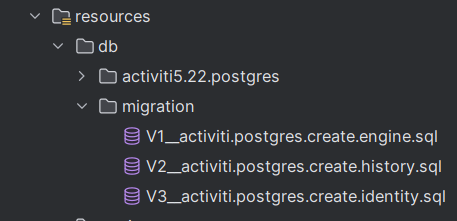 resources
db
activiti5.22.postgres
migration
V1__activiti.postgres.create.engine.sql
V2__activiti.postgres.create.history.sql
V3__activiti.postgres.create.identity.sql